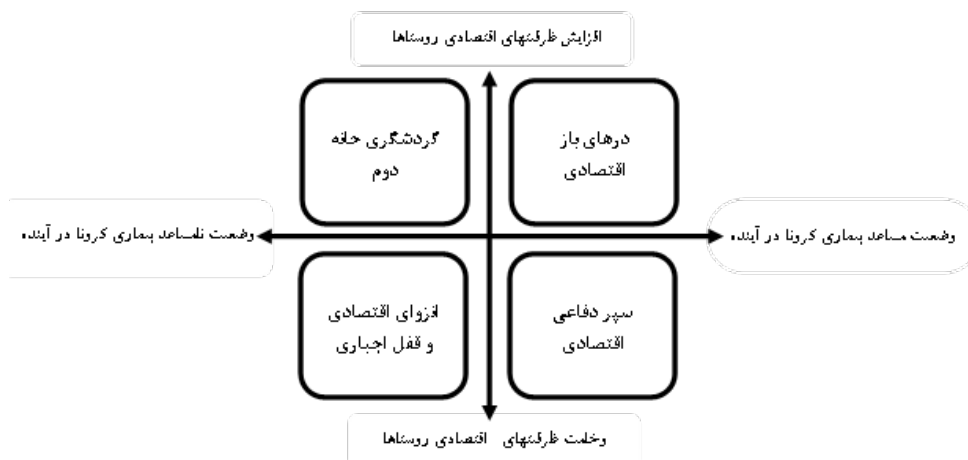 افزایش ظرفیتهای اقتصادی روستاها
درهای باز
اقتصادی
گردشگری خانه
دوم
وضعیت مساعد بیماری کرونا در آینده
وضعیت نامساعد بیماری کرونا در آینده
سپر دفاعی
اقتصادی
انزوای اقتصادی
و قفل اجباری
وخامت ظرفیتهای اقتصادی روستاها